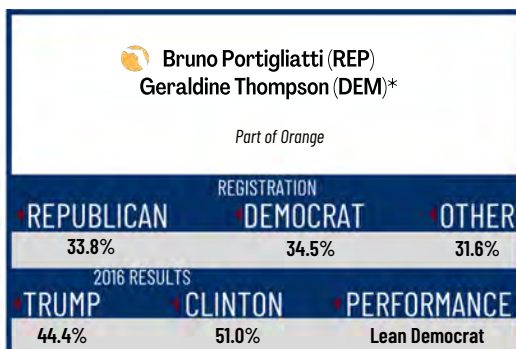 Bruno Portigliatti (REP)
Geraldine Thompson (DEM)*
Part of Orange
REGISTRATION
REPUBLICAN DEMOCRAT OTHER
33.8% 34.5% 31.6%
2016 RESULTS
TRUMP CLINTON PERFORMANCE
44.4% 51.0% Lean Democrat